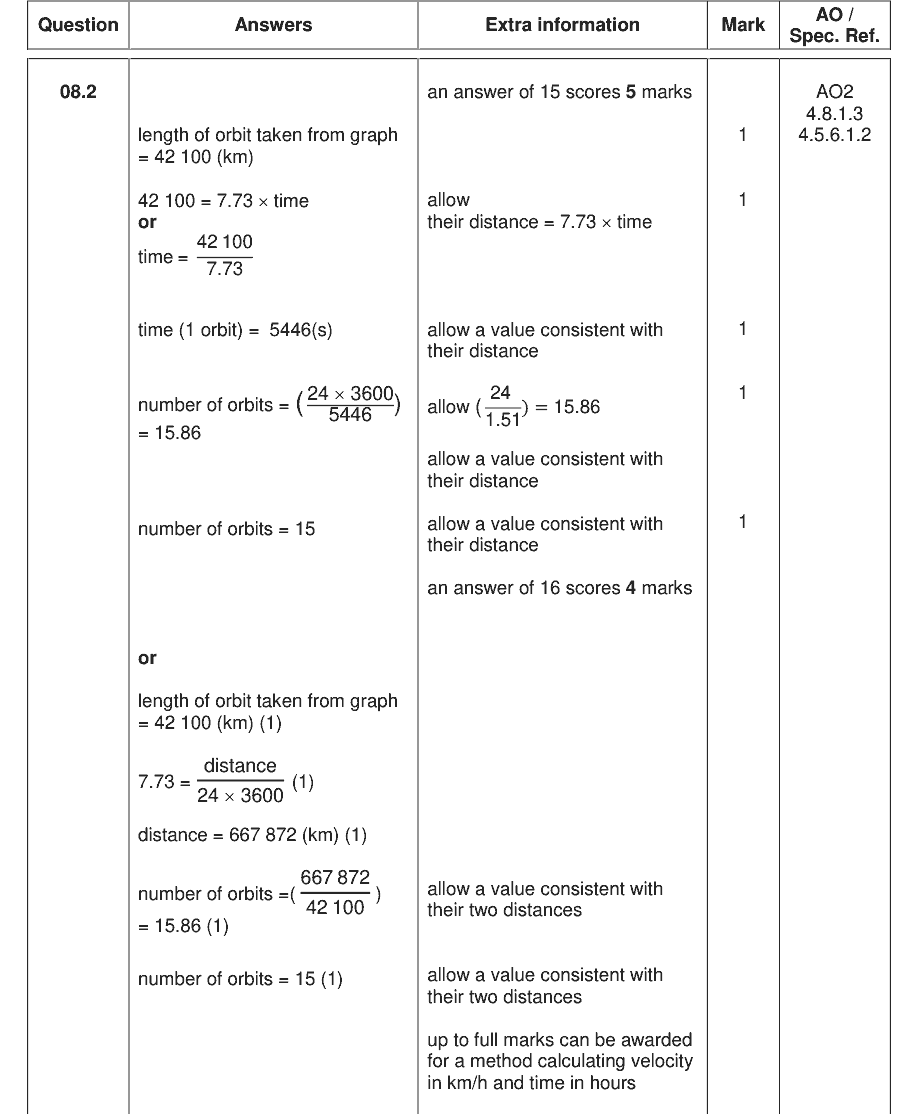 Question Answers Extra information Mark AO /
Spec. Ref.
08.2 an answer of 15 scores 5 marks AO2
4.8.1.3
length of orbit taken from graph 1 4.5.6.1.2
= 42 100 (km)
42 100 = 7.73 × time allow 1
or their distance = 7.73 × time
time = 42 100
7.73
time (1 orbit) = 5446(s) allow a value consistent with 1
their distance
number of orbits = (24 × 3600 / 5446) allow (24 / 1.51) = 15.86 1
= 15.86
allow a value consistent with
their distance
number of orbits = 15 allow a value consistent with 1
their distance
an answer of 16 scores 4 marks
or
length of orbit taken from graph
= 42 100 (km) (1)
7.73 = distance / 24 × 3600 (1)
distance = 667 872 (km) (1)
number of orbits =( 667 872 / 42 100 ) allow a value consistent with
their two distances
= 15.86 (1)
number of orbits = 15 (1) allow a value consistent with
their two distances
up to full marks can be awarded
for a method calculating velocity
in km/h and time in hours